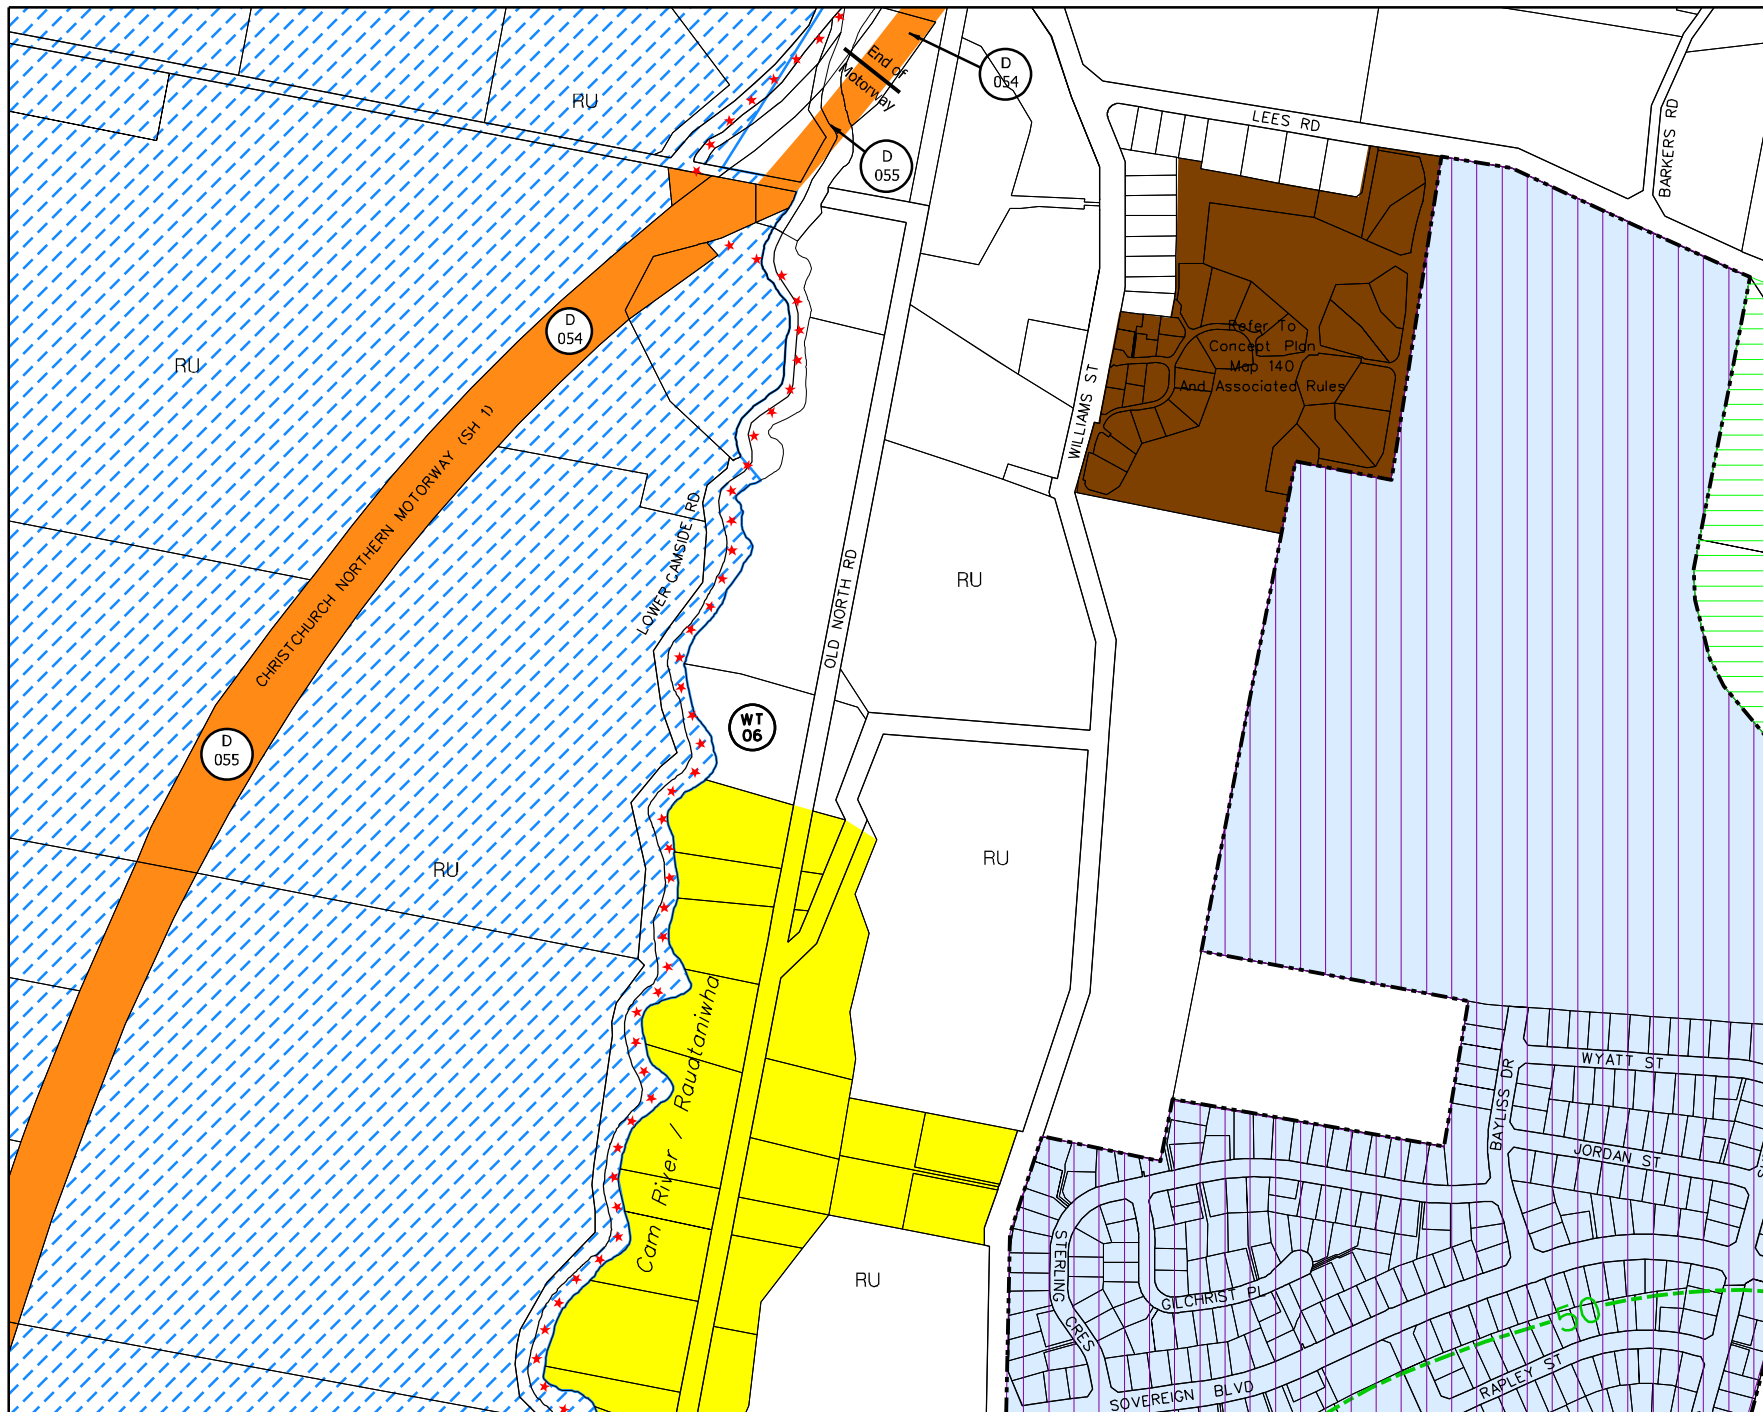 End of
Motorway
D
054
D
055
RU
LEES RD
BARKERS RD
D
054
RU
Refer To
Concept Plan
Map 140
And Associated Rules
WILLIAMS ST
CHRISTCHURCH NORTHERN MOTORWAY (SH 1)
LOWER CAMSIDE RD
OLD NORTH RD
RU
WT
06
D
055
RU
RU
Cam River / Rauataniwha
WYATT ST
BAYLISS DR
JORDAN ST
STERLING
CRES
GILCHRIST PL
RU
50
RAPLEY ST
SOVEREIGN BLVD